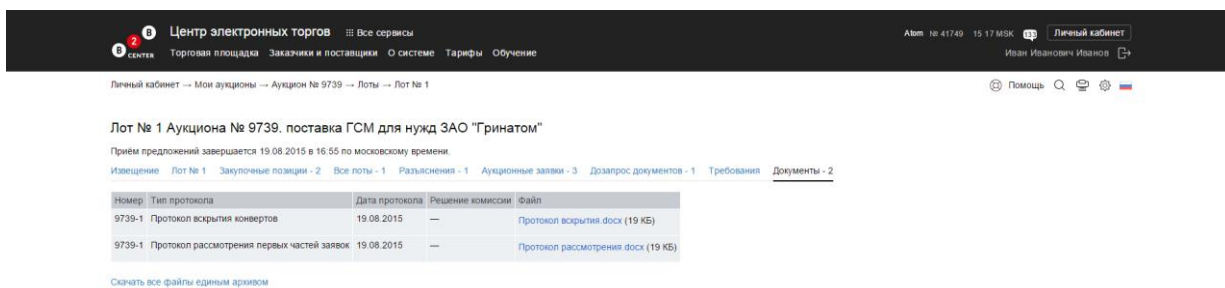 B 2 B CENTER
Центр электронных торгов Все сервисы
Atom № 41749 15 17 MSK 133 Личный кабинет
Торговая площадка Заказчики и поставщики О системе Тарифы Обучение
Иван Иванович Иванов
Личный кабинет → Мои аукционы → Аукцион № 9739 → Лоты → Лот № 1
Помощь
Лот № 1 Аукциона № 9739. поставка ГСМ для нужд ЗАО "Гринатом"
Приём предложений завершается 19.08.2015 в 16:55 по московскому времени.
Извещение Лот № 1 Закупочные позиции - 2 Все лоты - 1 Разъяснения - 1 Аукционные заявки - 3 Дозапрос документов - 1 Требования Документы - 2
Номер Тип протокола Дата протокола Решение комиссии Файл
9739-1 Протокол вскрытия конвертов 19.08.2015 — Протокол вскрытия.docx (19 КБ)
9739-1 Протокол рассмотрения первых частей заявок 19.08.2015 — Протокол рассмотрения.docx (19 КБ)
Скачать все файлы единым архивом